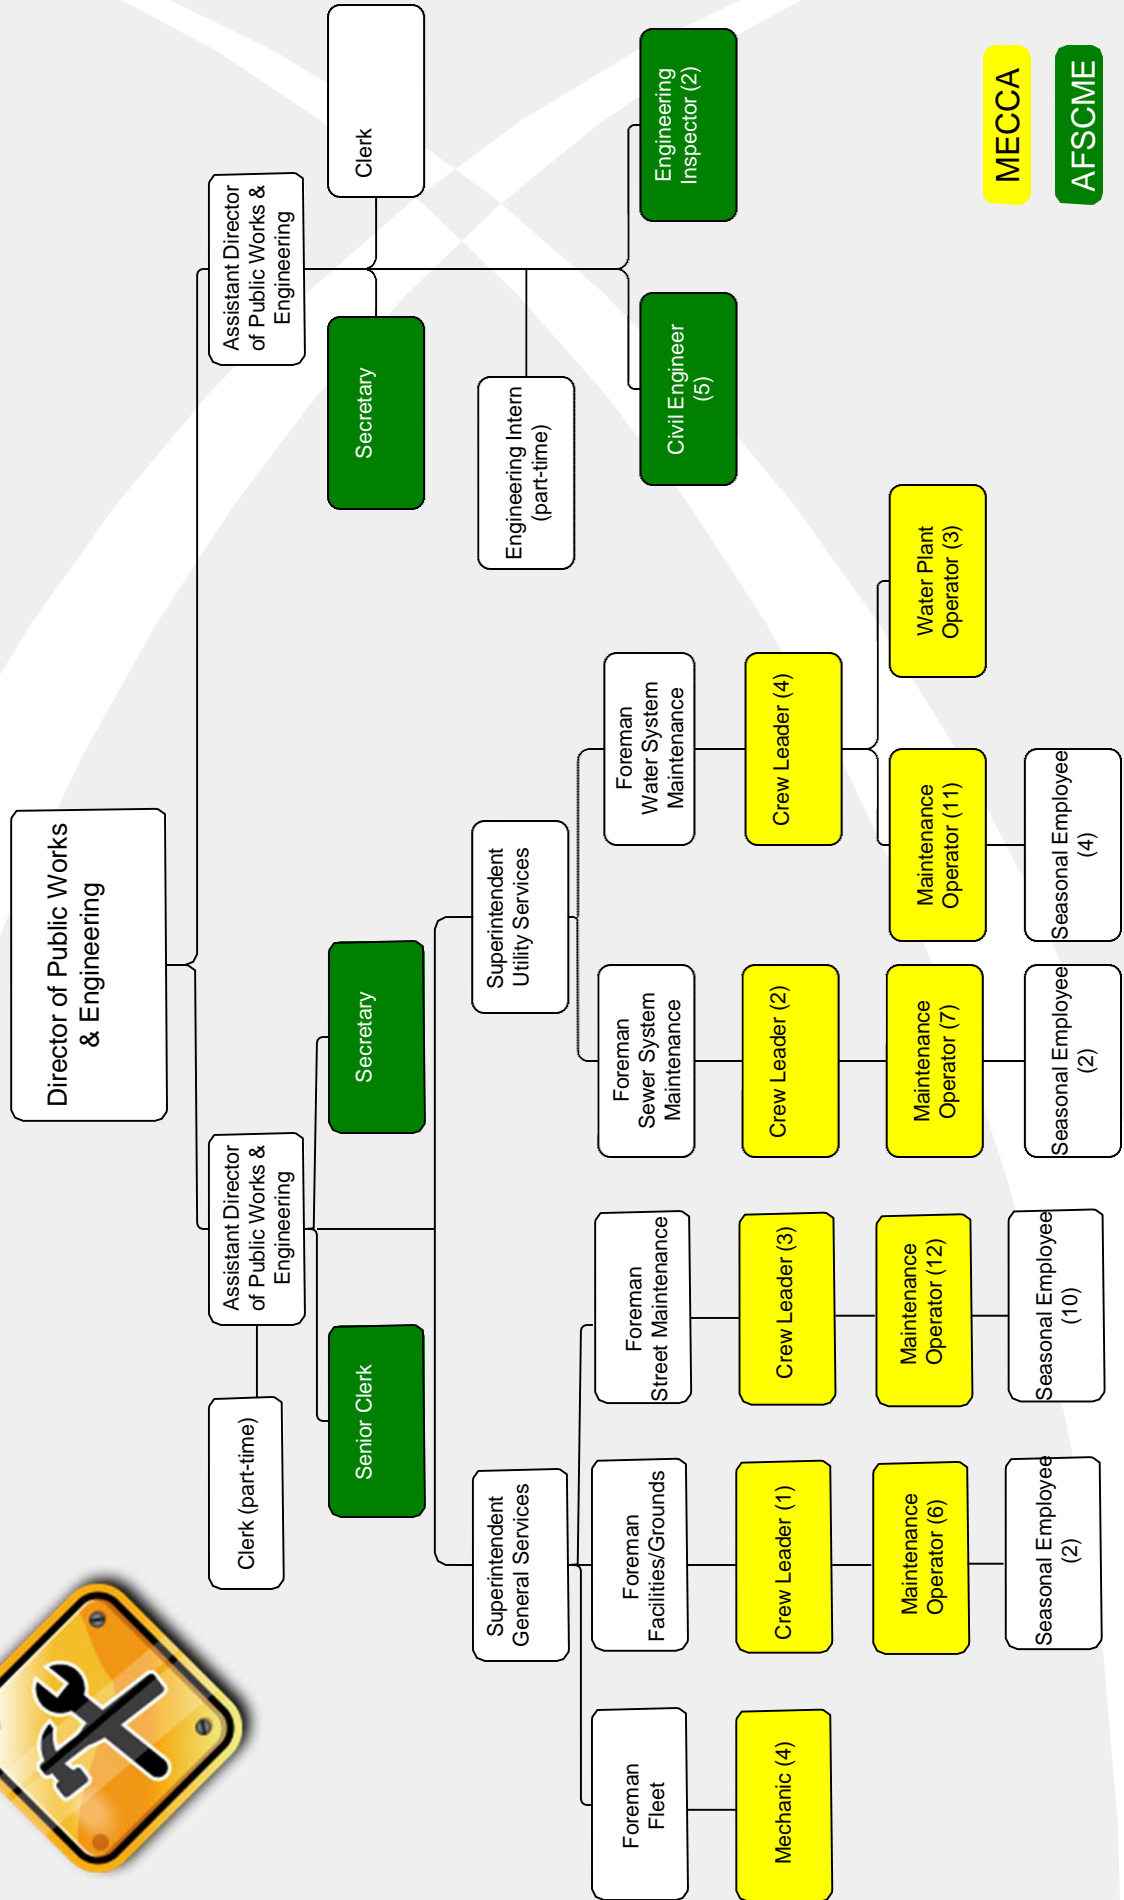 Director of Public Works
& Engineering
Clerk (part-time)
Assistant Director
of Public Works &
Engineering
Assistant Director
of Public Works &
Engineering
Senior Clerk
Secretary
Secretary
Clerk
Superintendent
General Services
Superintendent
Utility Services
Engineering Intern
(part-time)
Foreman
Fleet
Foreman
Facilities/Grounds
Foreman
Street Maintenance
Foreman
Sewer System
Maintenance
Foreman
Water System
Maintenance
Civil Engineer
(5)
Engineering
Inspector (2)
Mechanic (4)
Crew Leader (1)
Crew Leader (3)
Crew Leader (2)
Crew Leader (4)
Maintenance
Operator (6)
Maintenance
Operator (12)
Maintenance
Operator (7)
Maintenance
Operator (11)
Water Plant
Operator (3)
Seasonal Employee
(2)
Seasonal Employee
(10)
Seasonal Employee
(2)
Seasonal Employee
(4)
MECCA
AFSCME